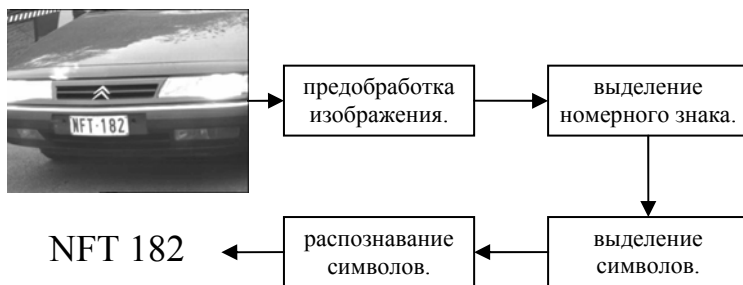 предобработка
изображения.
выделение
номерного знака.
NFT·182
NFT 182
распознавание
символов.
выделение
символов.